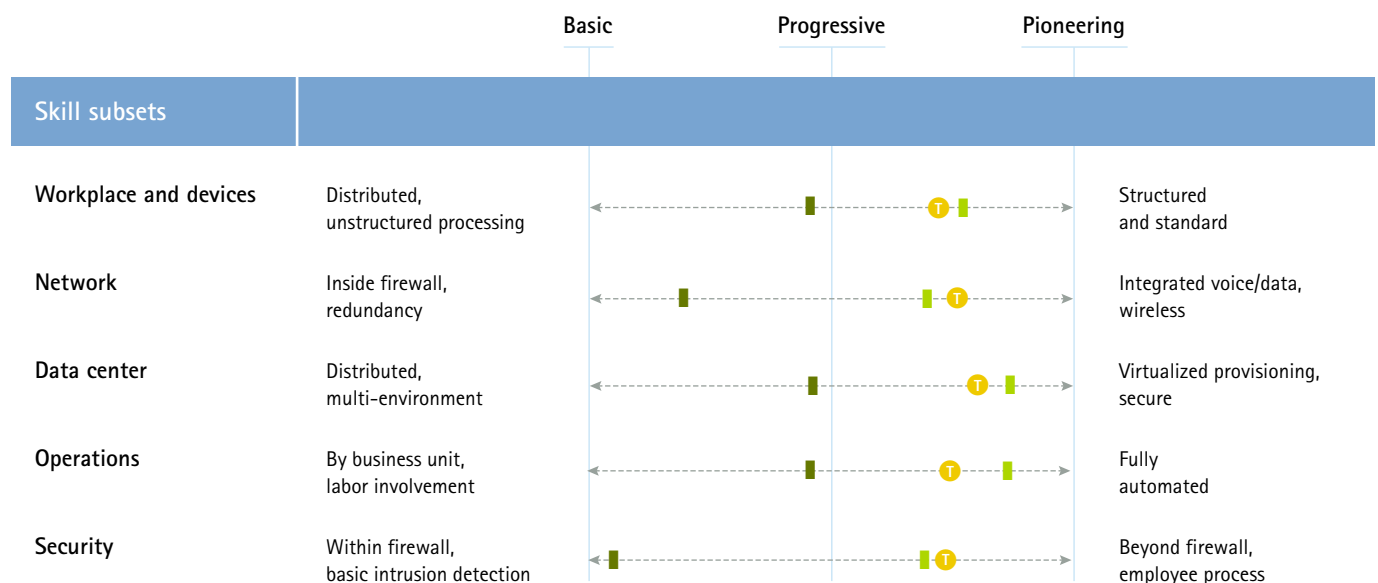 Basic Progressive Pioneering
Skill subsets
Workplace and devices
Distributed,
unstructured processing
T
Structured
and standard
Network
Inside firewall,
redundancy
T
Integrated voice/data,
wireless
Data center
Distributed,
multi-environment
T
Virtualized provisioning,
secure
Operations
By business unit,
labor involvement
T
Fully
automated
Security
Within firewall,
basic intrusion detection
T
Beyond firewall,
employee process